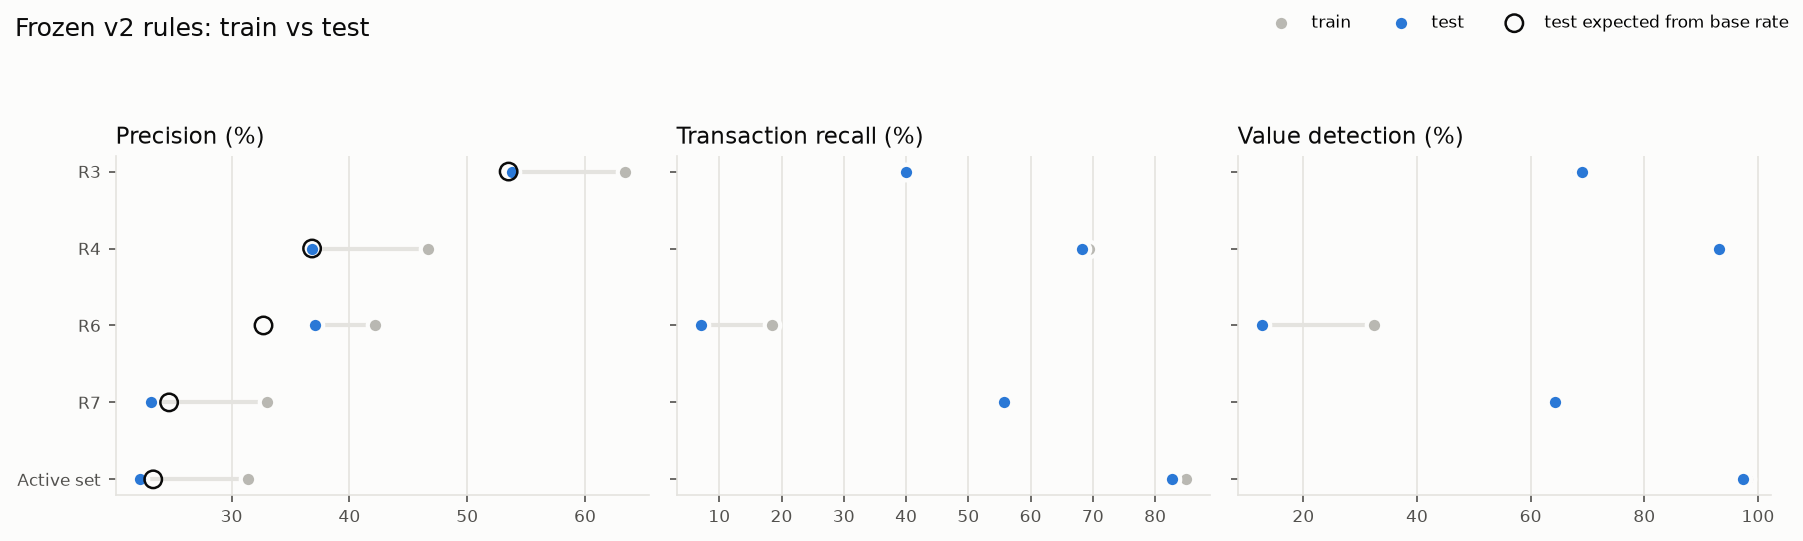 Frozen v2 rules: train vs test
train
test
test expected from base rate
Precision (%)
Transaction recall (%)
Value detection (%)
R3
R4
R6
R7
Active set
30 40 50 60
10 20 30 40 50 60 70 80
20 40 60 80 100